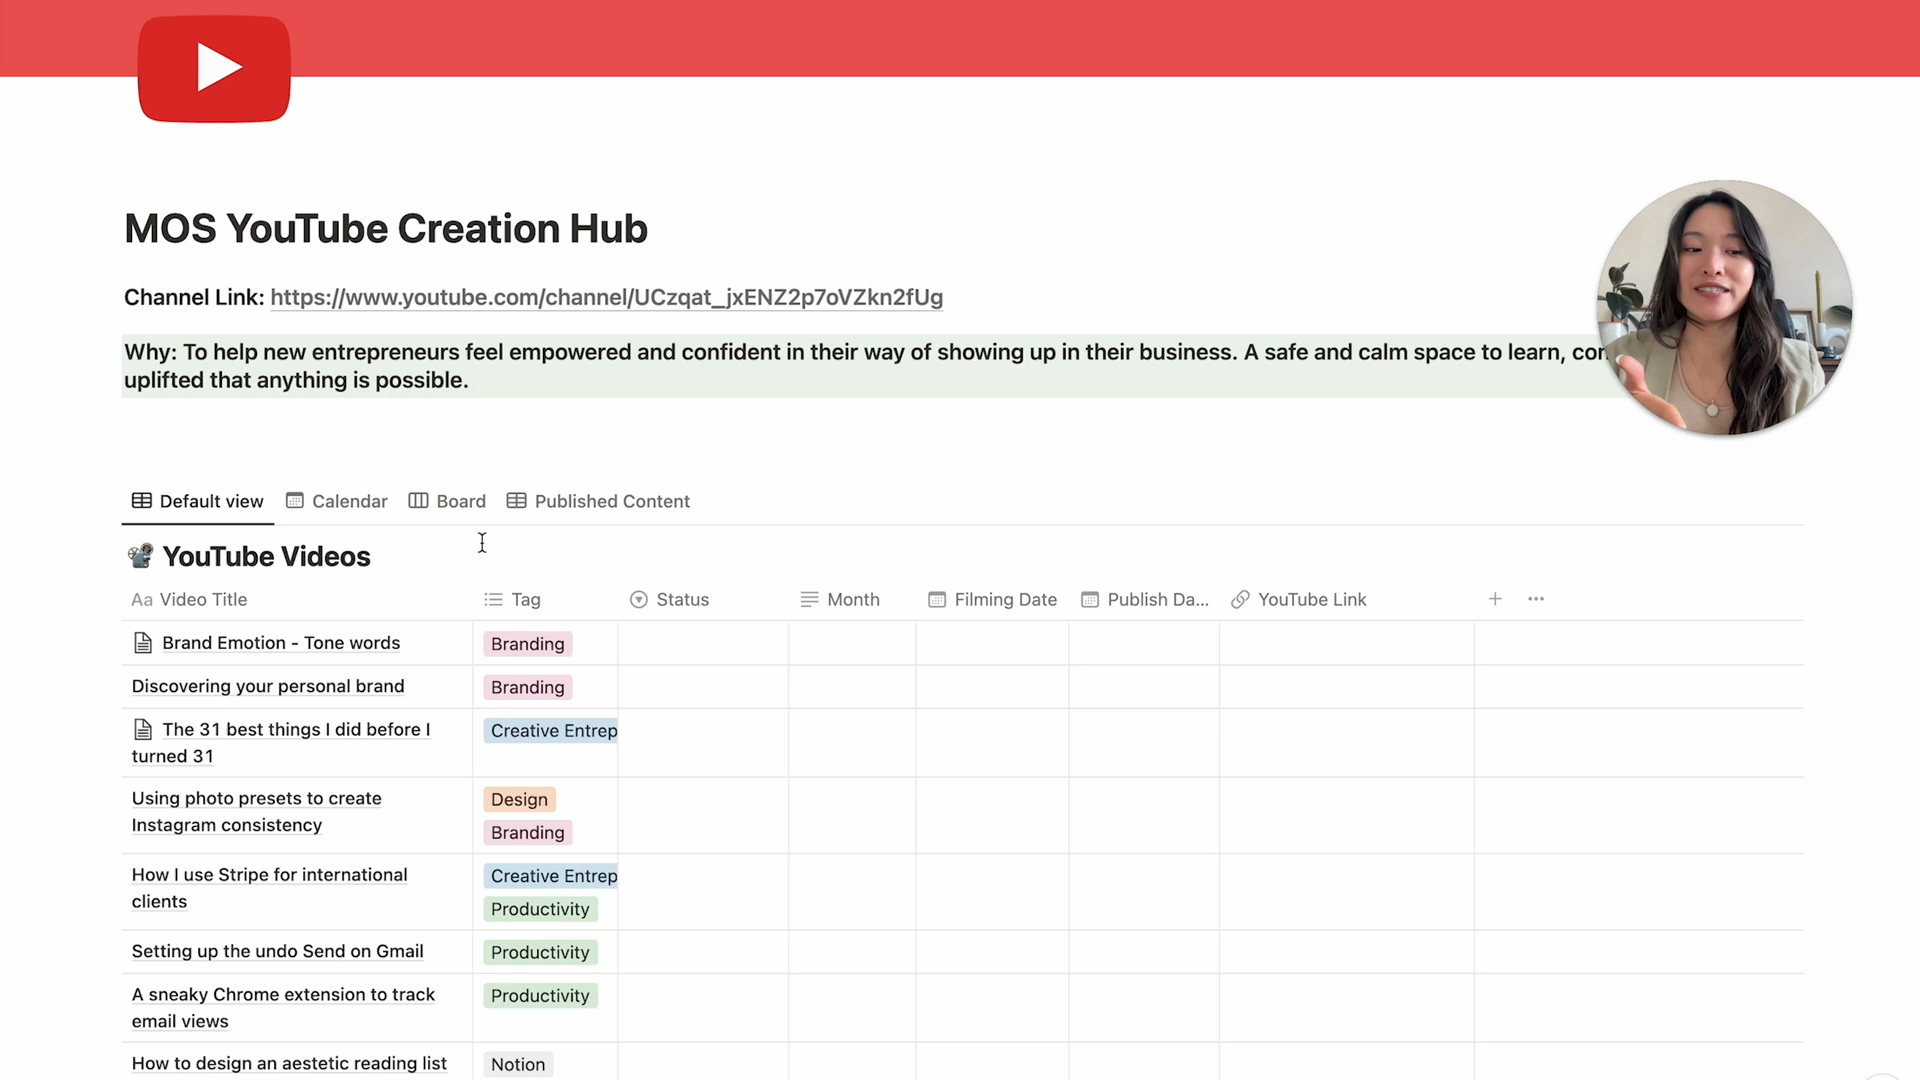 MOS YouTube Creation Hub
Channel Link: https://www.youtube.com/channel/UCzqat_jxENZ2p7oVZkn2fUg
Why: To help new entrepreneurs feel empowered and confident in their way of showing up in their business. A safe and calm space to learn,
uplifted that anything is possible.
Default view Calendar Board Published Content
YouTube Videos
Aa Video Title Tag Status Month Filming Date Publish Da... YouTube Link
Brand Emotion - Tone words Branding
Discovering your personal brand Branding
The 31 best things I did before I Creative Entrep
turned 31
Using photo presets to create Design
Instagram consistency Branding
How I use Stripe for international Creative Entrep
clients Productivity
Setting up the undo Send on Gmail Productivity
A sneaky Chrome extension to track Productivity
email views
How to design an aestetic reading list Notion